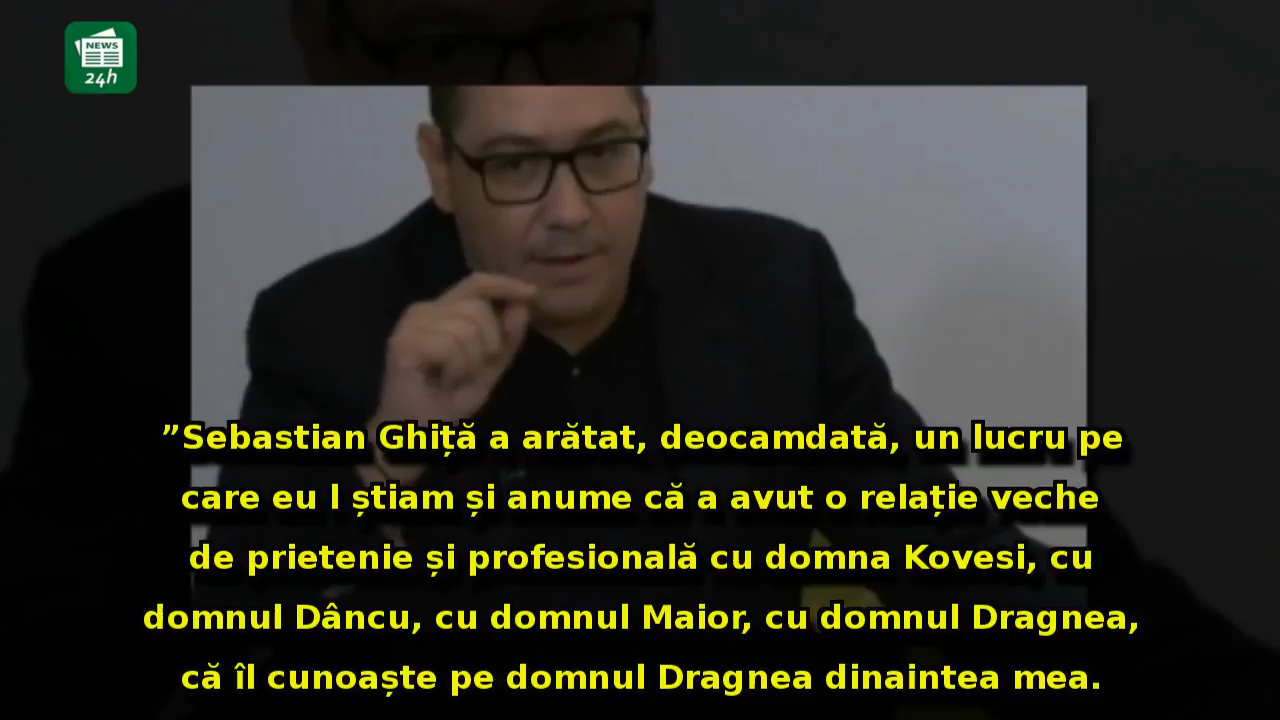 NEWS
24h
”Sebastian Ghiță a arătat, deocamdată, un lucru pe
care eu l știam și anume că a avut o relație veche
de prietenie și profesională cu domna Kovesi, cu
domnul Dâncu, cu domnul Maior, cu domnul Dragnea,
că îl cunoaște pe domnul Dragnea dinaintea mea.